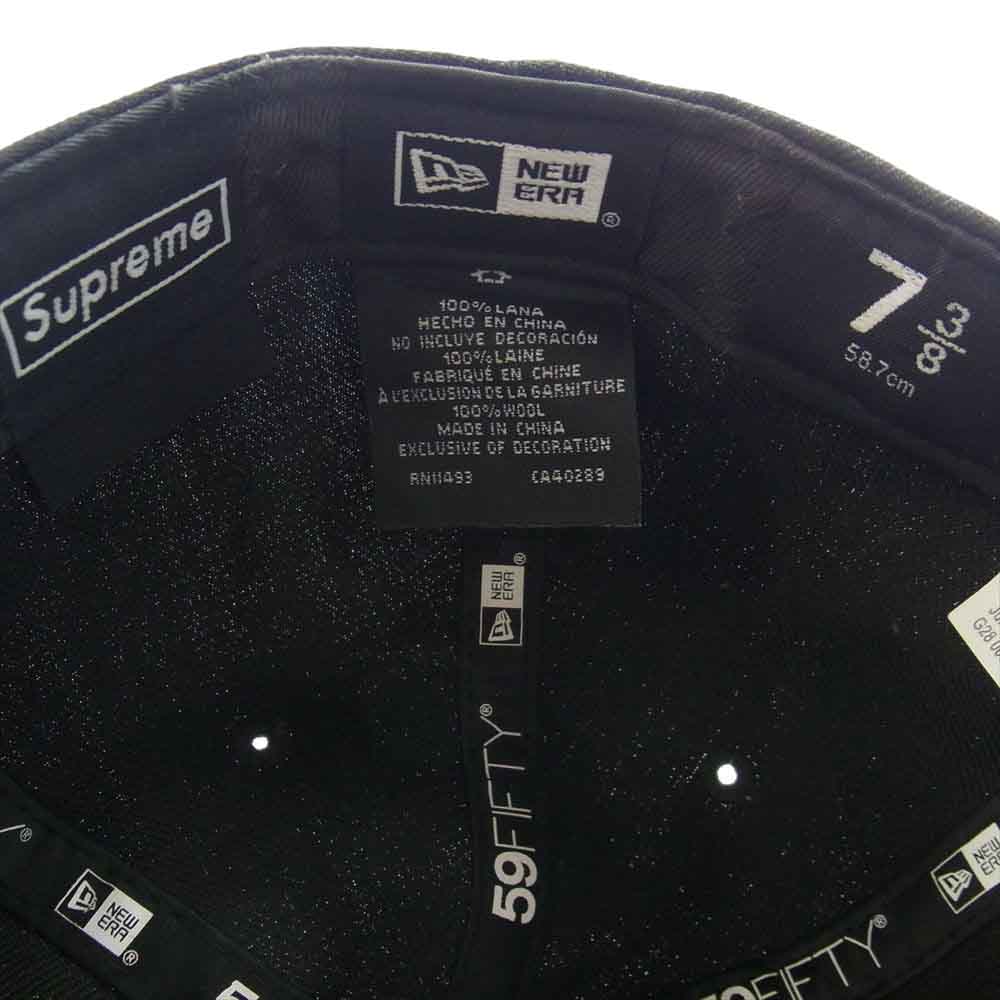 Supreme
NEW
ERA
®
7 3/8
58.7cm
100% LANA
HECHO EN CHINA
NO INCLUYE DECORACIÓN
100% LAINE
FABRIQUÉ EN CHINE
À L'EXCLUSION DE LA GARNITURE
100% WOOL
MADE IN CHINA
EXCLUSIVE OF DECORATION
RN11493 CA40289
NEW
ERA
®
59FIFTY®
NEW
ERA
®
59FIFTY®
NEW
ERA